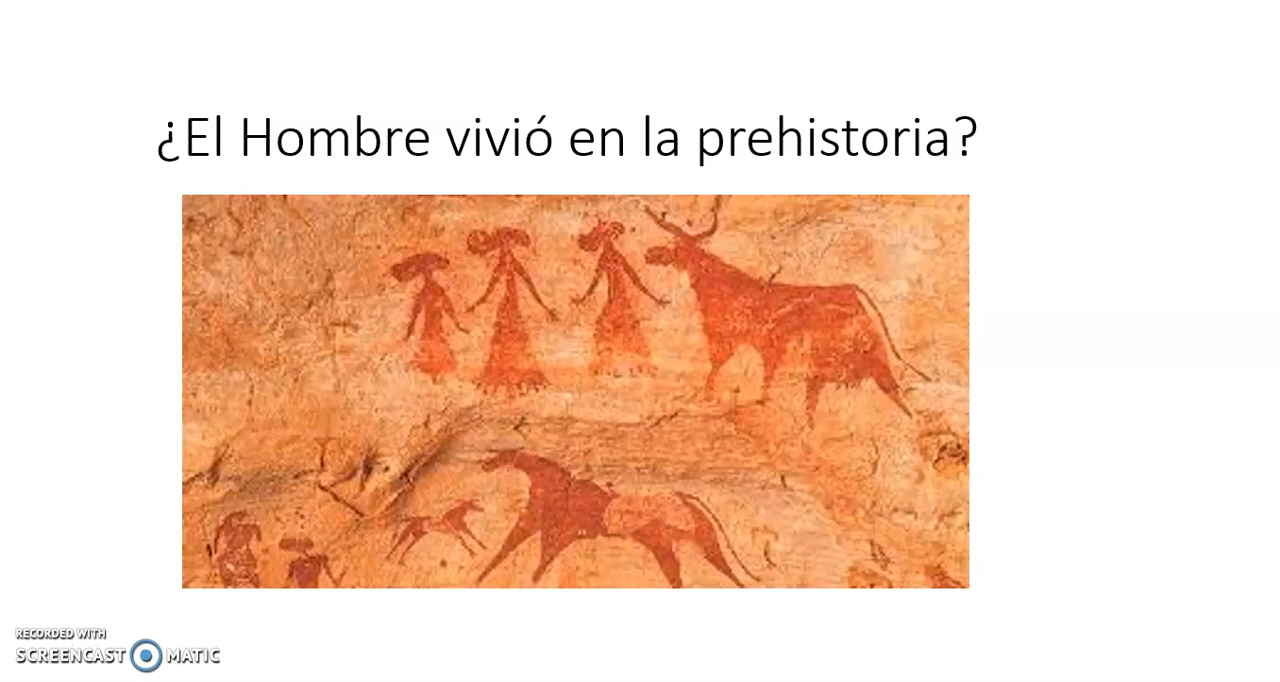 ¿El Hombre vivió en la prehistoria?
RECORDED WITH
SCREENCAST MATIC